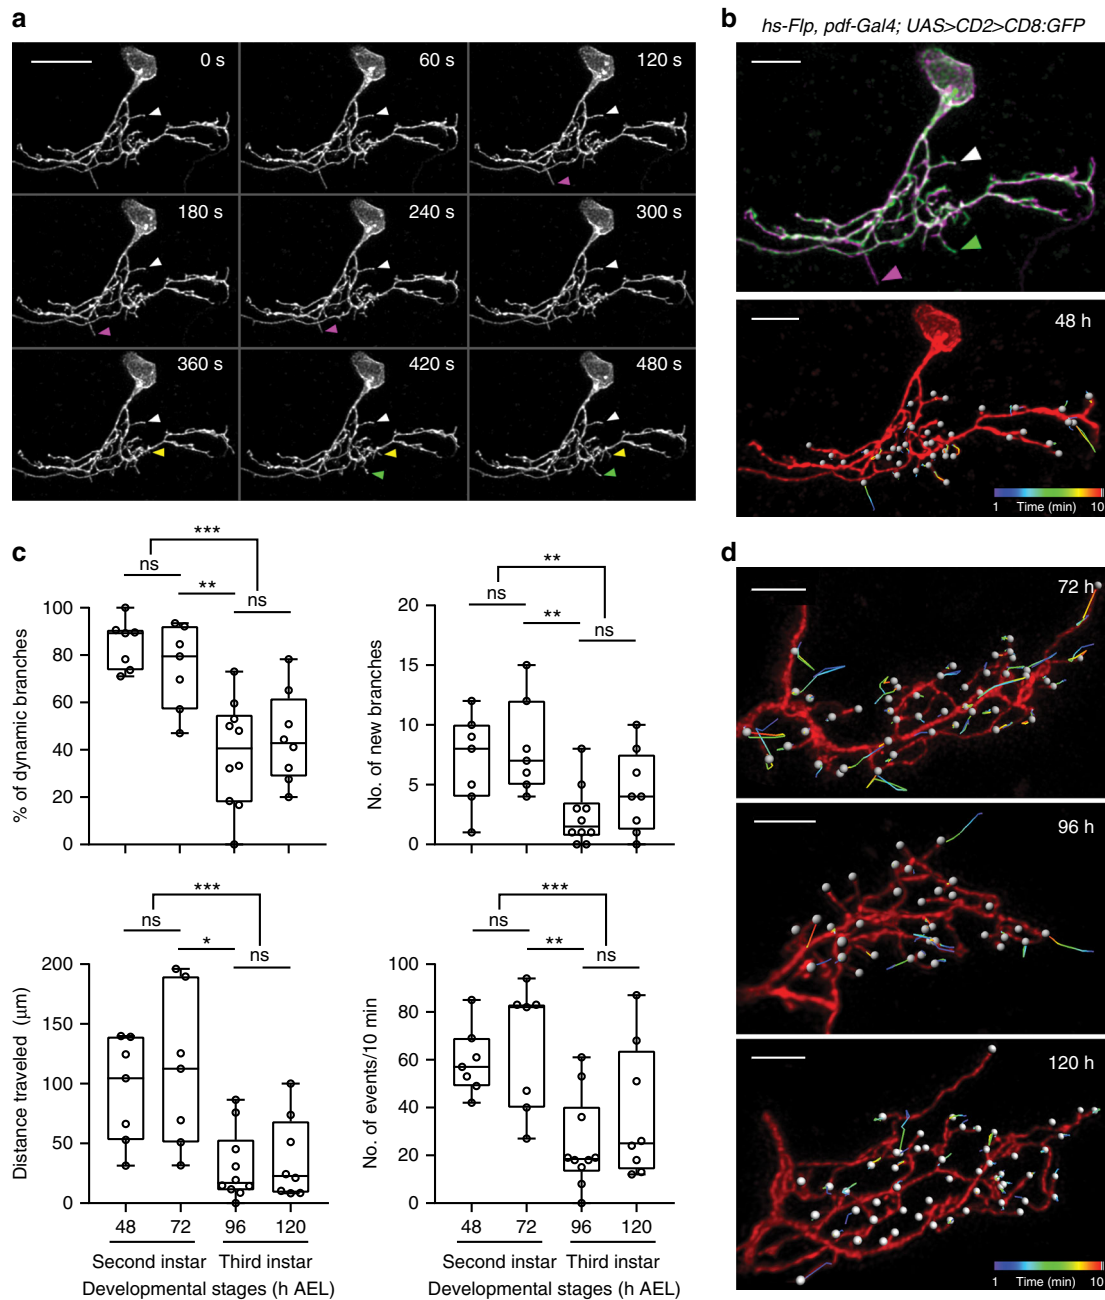 a
0 s
60 s
120 s
180 s
240 s
300 s
360 s
420 s
480 s
b
hs-Flp, pdf-Gal4; UAS>CD2>CD8:GFP
48 h
1 Time (min) 10
c
***
ns
**
ns
% of dynamic branches
100
80
60
40
20
0
**
ns
**
ns
No. of new branches
20
15
10
5
0
***
ns
*
ns
Distance traveled (µm)
200
150
100
50
0
48 72 96 120
Second instar Third instar
Developmental stages (h AEL)
***
ns
**
ns
No. of events/10 min
100
80
60
40
20
0
48 72 96 120
Second instar Third instar
Developmental stages (h AEL)
d
72 h
96 h
120 h
1 Time (min) 10